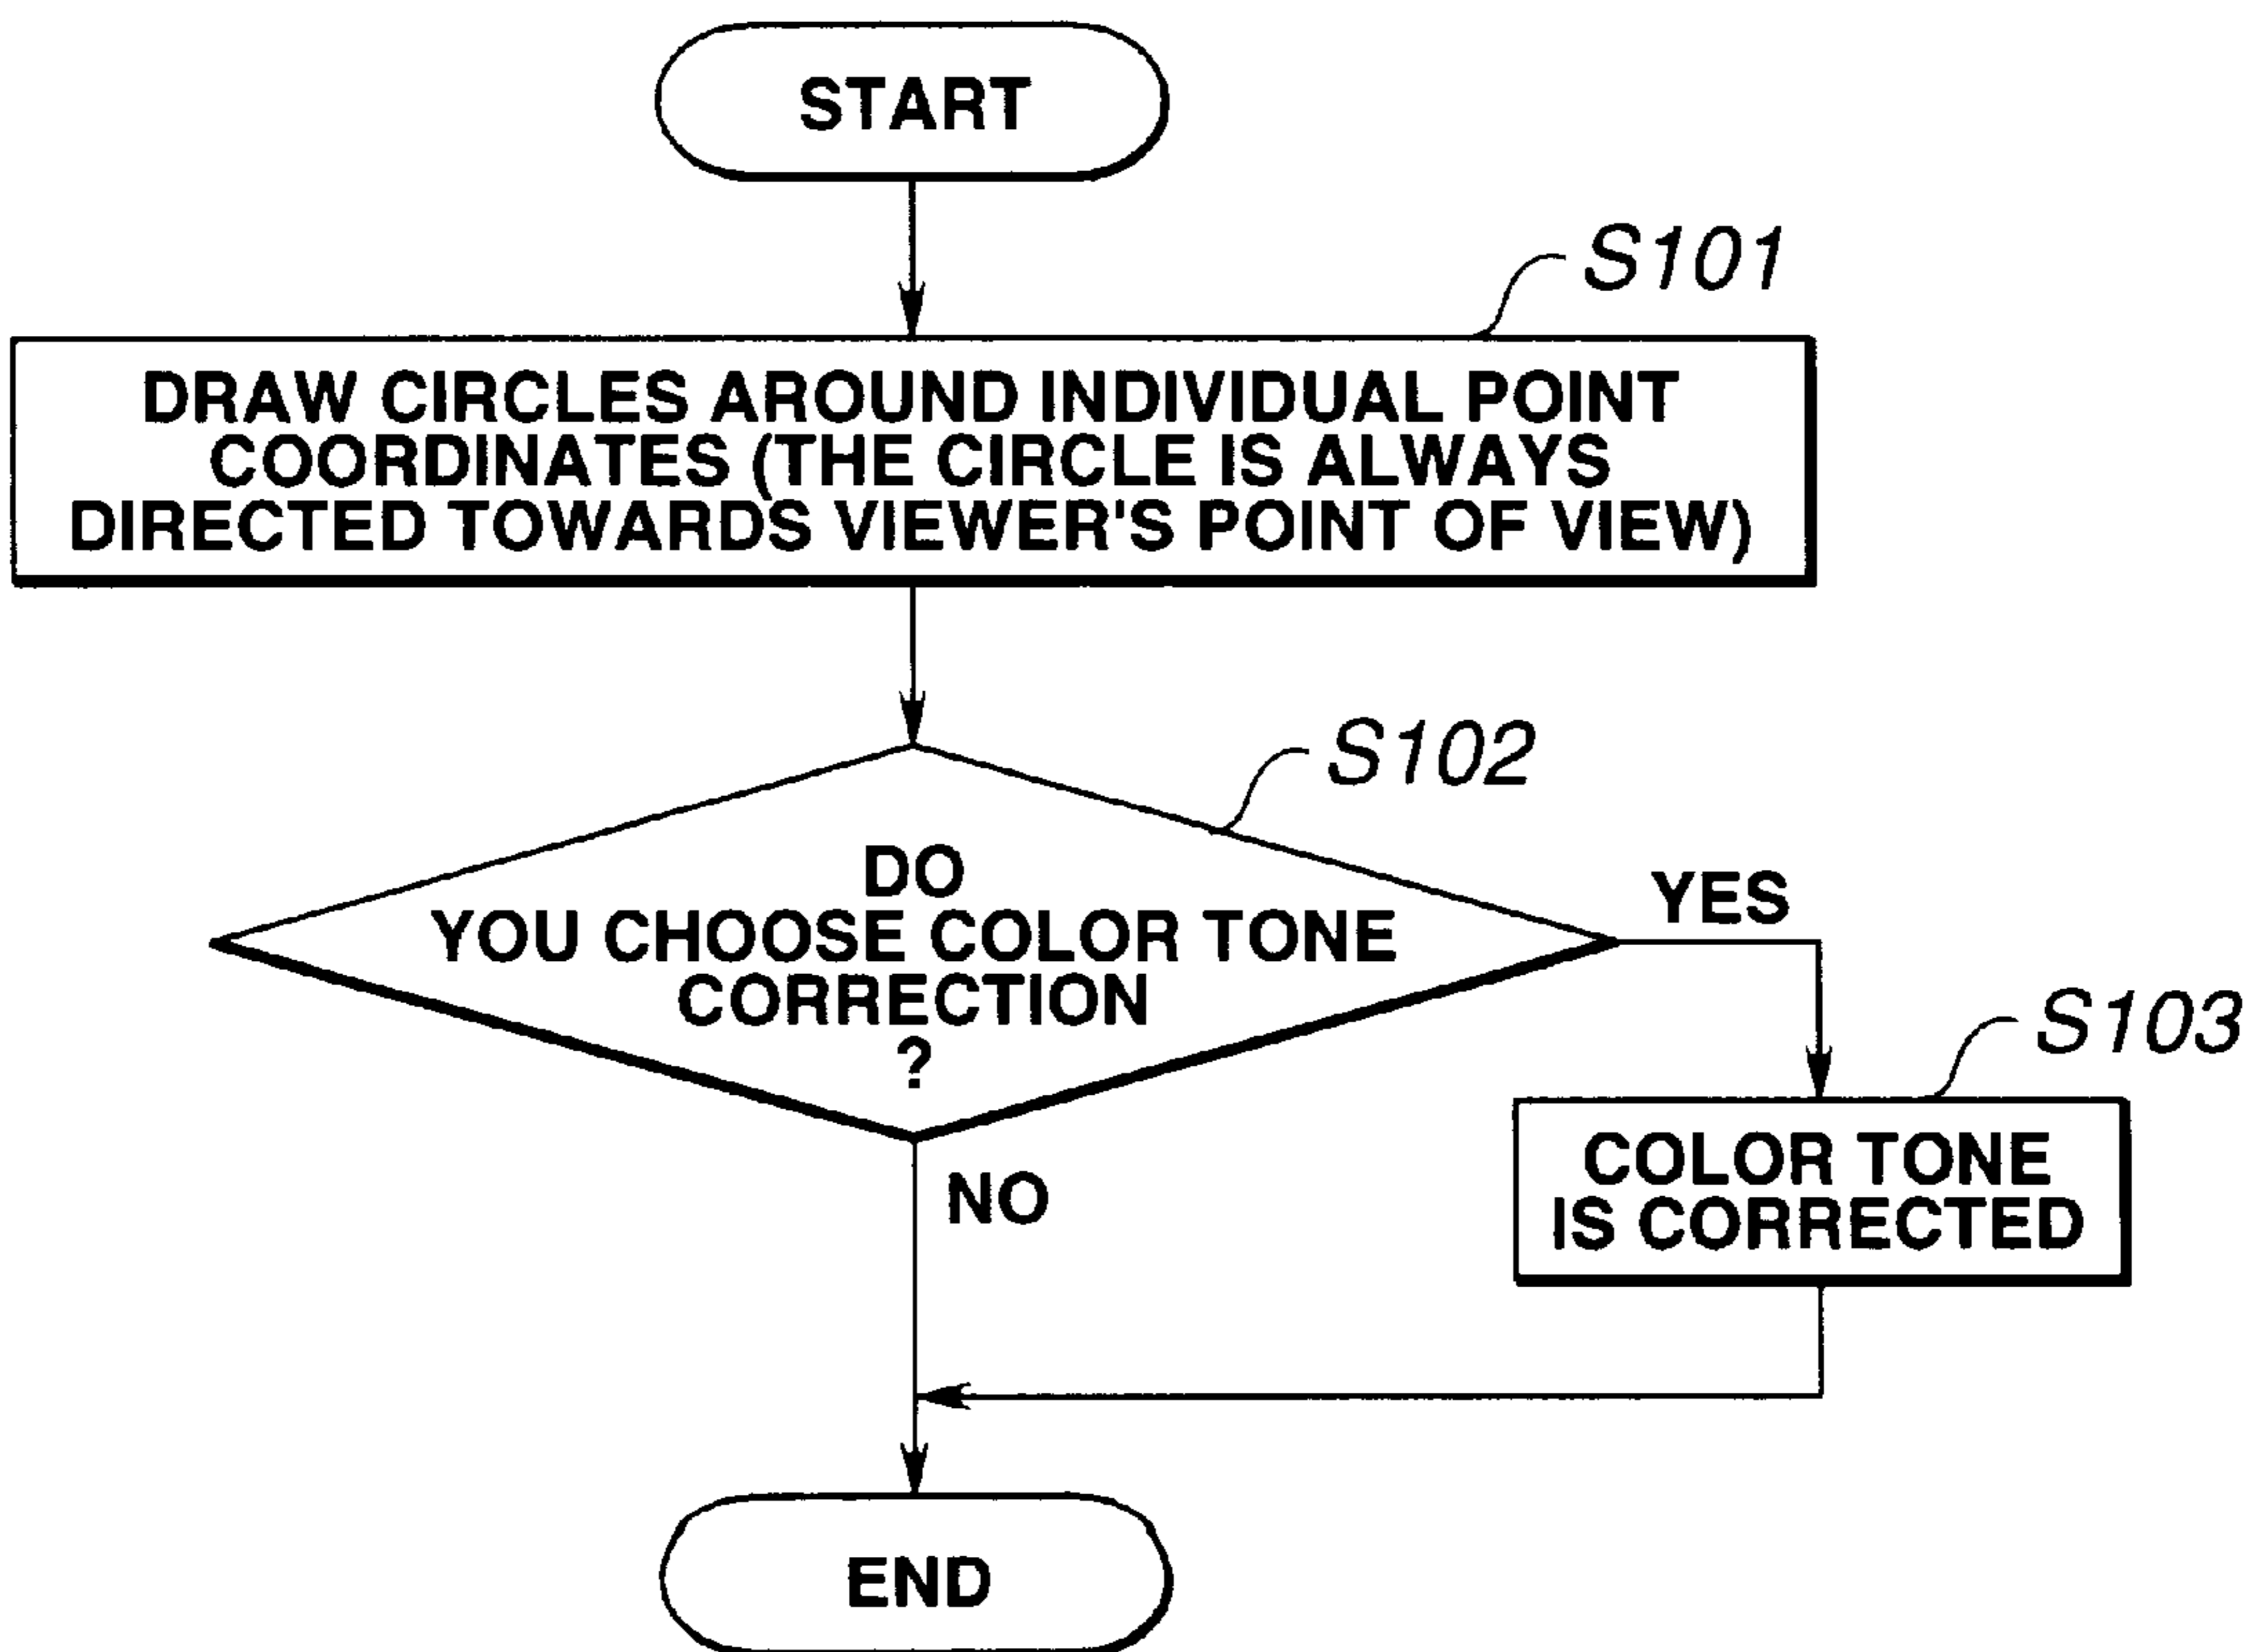 START
S101
DRAW CIRCLES AROUND INDIVIDUAL POINT
COORDINATES (THE CIRCLE IS ALWAYS
DIRECTED TOWARDS VIEWER'S POINT OF VIEW)
S102
DO
YOU CHOOSE COLOR TONE
CORRECTION
?
YES
S103
COLOR TONE
IS CORRECTED
NO
END